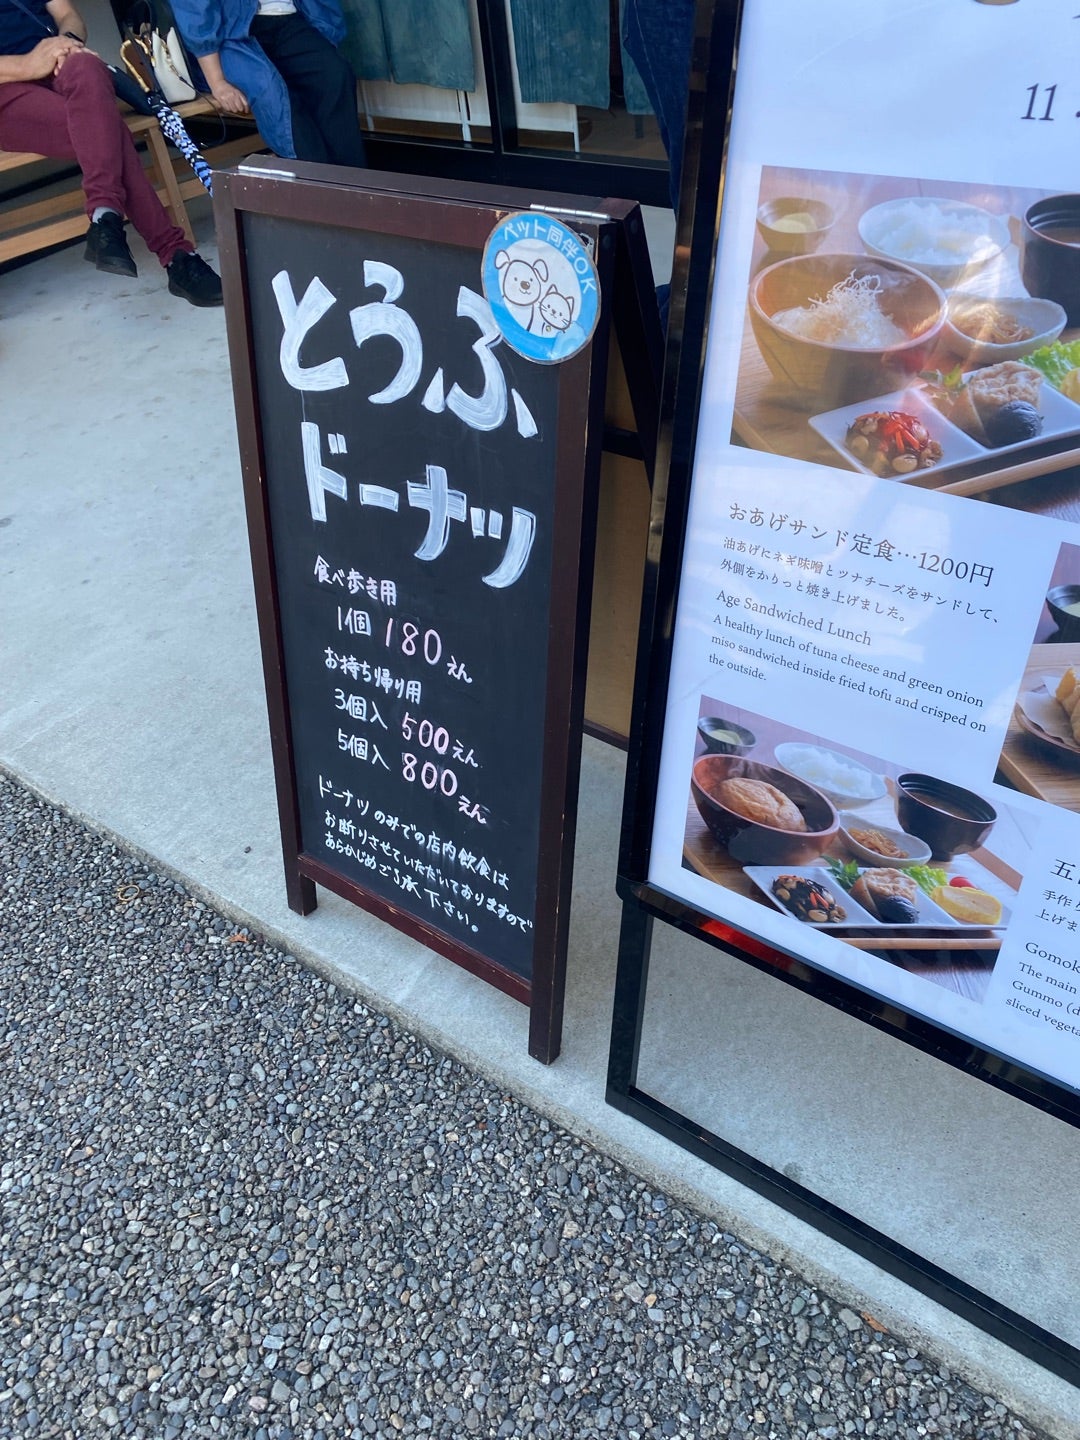 ペット同伴OK
とうふ
ドーナツ
食べ歩き用
1個 180えん
お持ち帰り用
3個入 500えん
5個入 800えん
ドーナツのみでの店内飲食は
お断りさせていただいておりますので
あらかじめご了承下さい。
11
おあげサンド定食…1200円
油あげにネギ味噌とツナチーズをサンドして、
外側をかりっと焼き上げました。
Age Sandwiched Lunch
A healthy lunch of tuna cheese and green onion
miso sandwiched inside fried tofu and crisped on
the outside.
五
手作り
上げま
Gomok
The main
Gummo (d
sliced vegeta